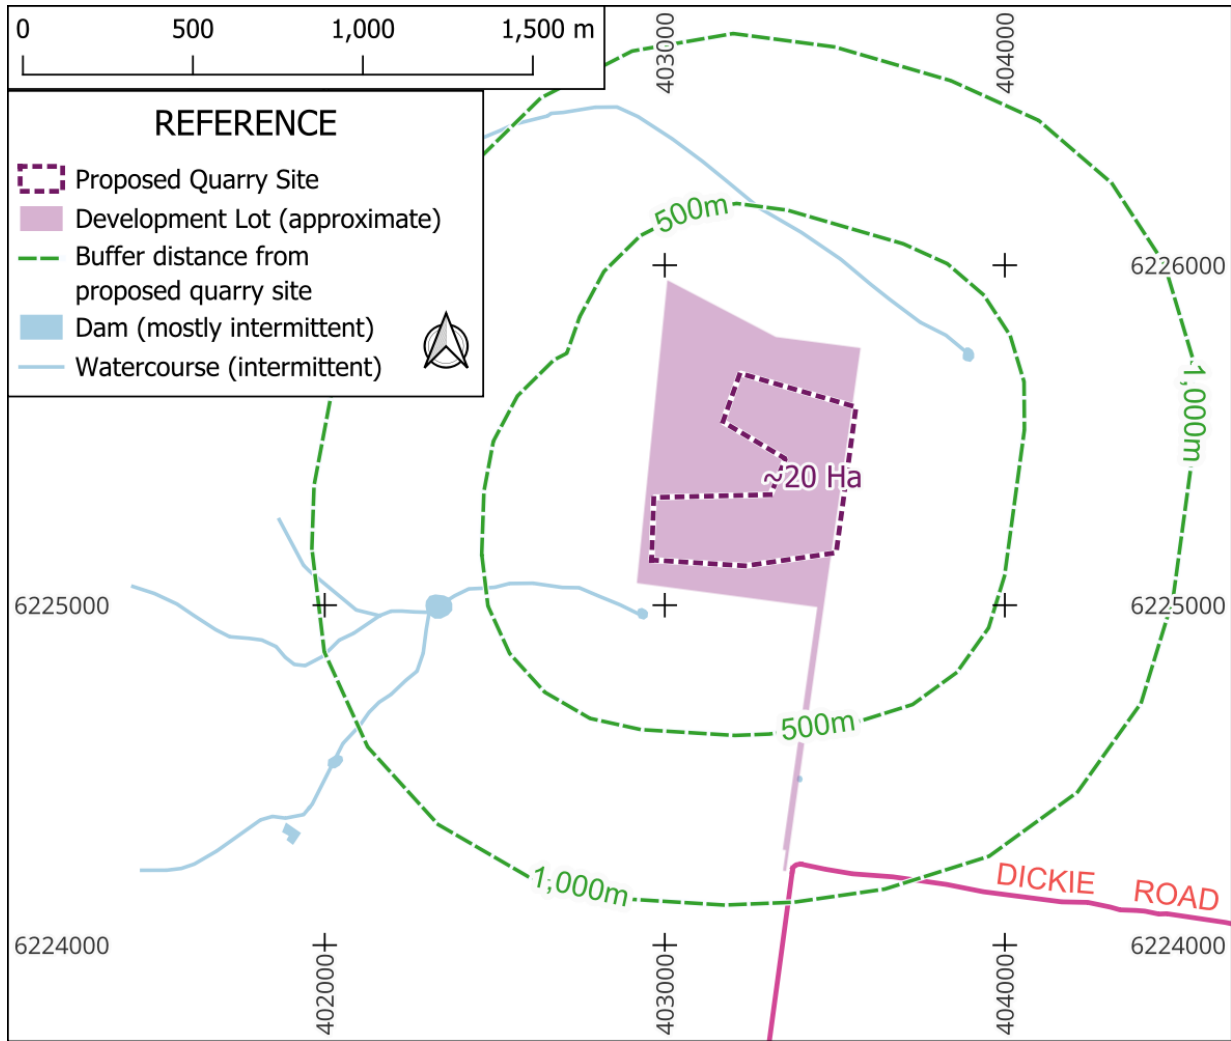 0 500 1,000 1,500 m
REFERENCE
Proposed Quarry Site
Development Lot (approximate)
Buffer distance from
proposed quarry site
Dam (mostly intermittent)
Watercourse (intermittent)
403000
404000
500m
6226000
1,000m
~20 Ha
6225000
6225000
500m
1,000m
DICKIE ROAD
6224000
6224000
402000
403000
404000